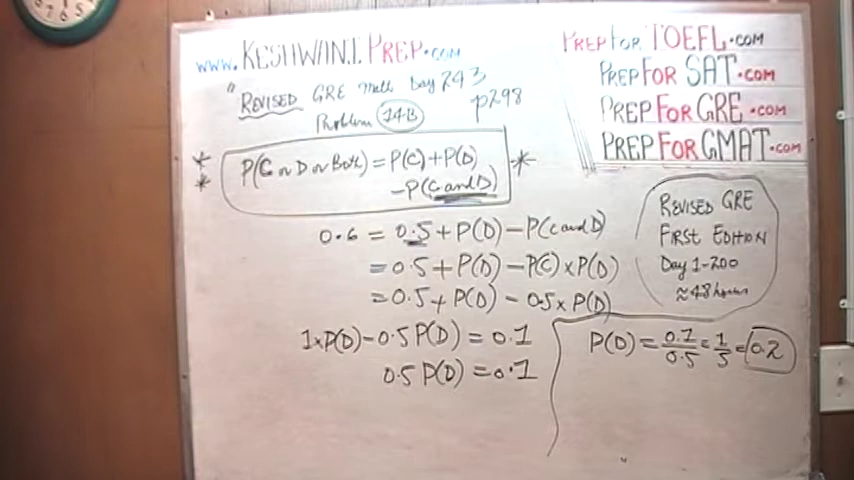 www.KESHWANI PREP.COM
"REVISED GRE Math Day 243
p298
Problem 14B
P(C or D or Both) = P(C) + P(D)
- P(C and D)
0.6 = 0.5 + P(D) - P(C and D)
= 0.5 + P(D) - P(C) x P(D)
= 0.5 + P(D) - 0.5 x P(D)
1 x P(D) - 0.5 P(D) = 0.1
0.5 P(D) = 0.1
PREP FOR TOEFL.COM
PREP FOR SAT.COM
PREP FOR GRE.COM
PREP FOR GMAT.COM
REVISED GRE
FIRST EDITION
Day 1-200
≈48 hours
P(D) = 0.1/0.5 = 1/5 = 0.2